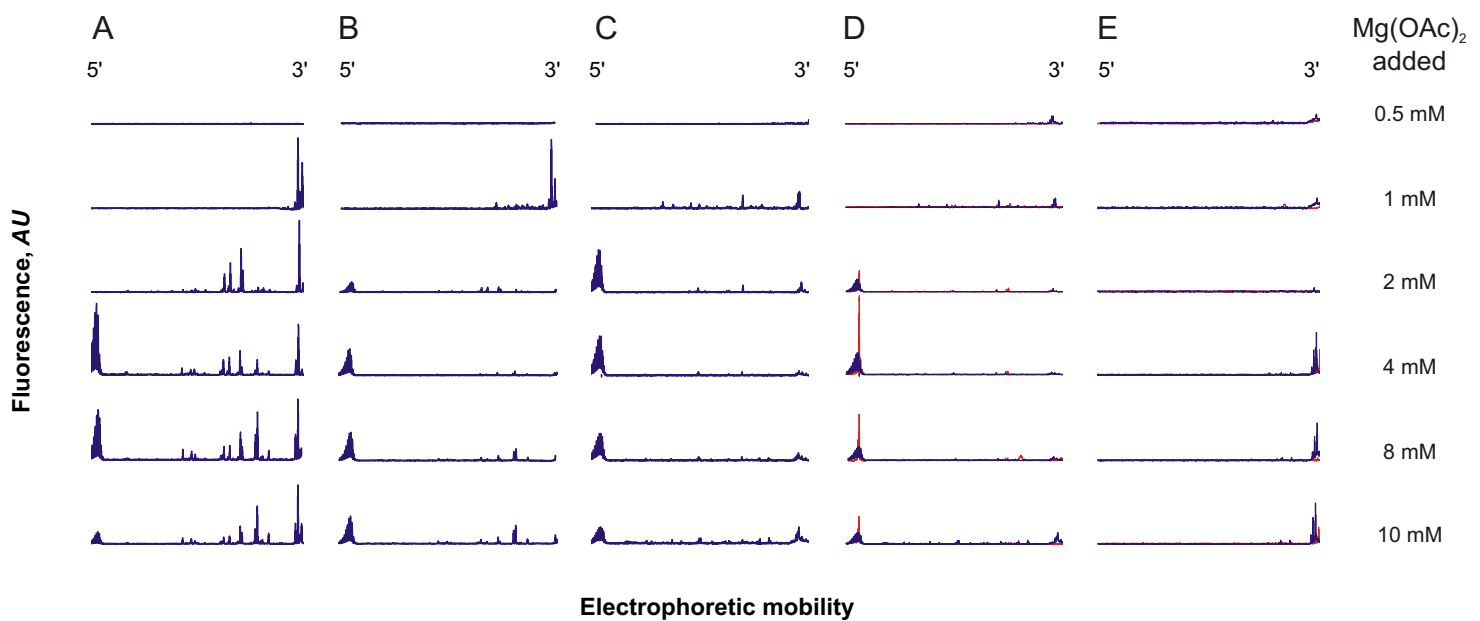 A B C D E Mg(OAc)₂
added
5' 3' 5' 3' 5' 3' 5' 3' 5' 3'
0.5 mM
1 mM
2 mM
4 mM
8 mM
10 mM
Fluorescence, AU
Electrophoretic mobility